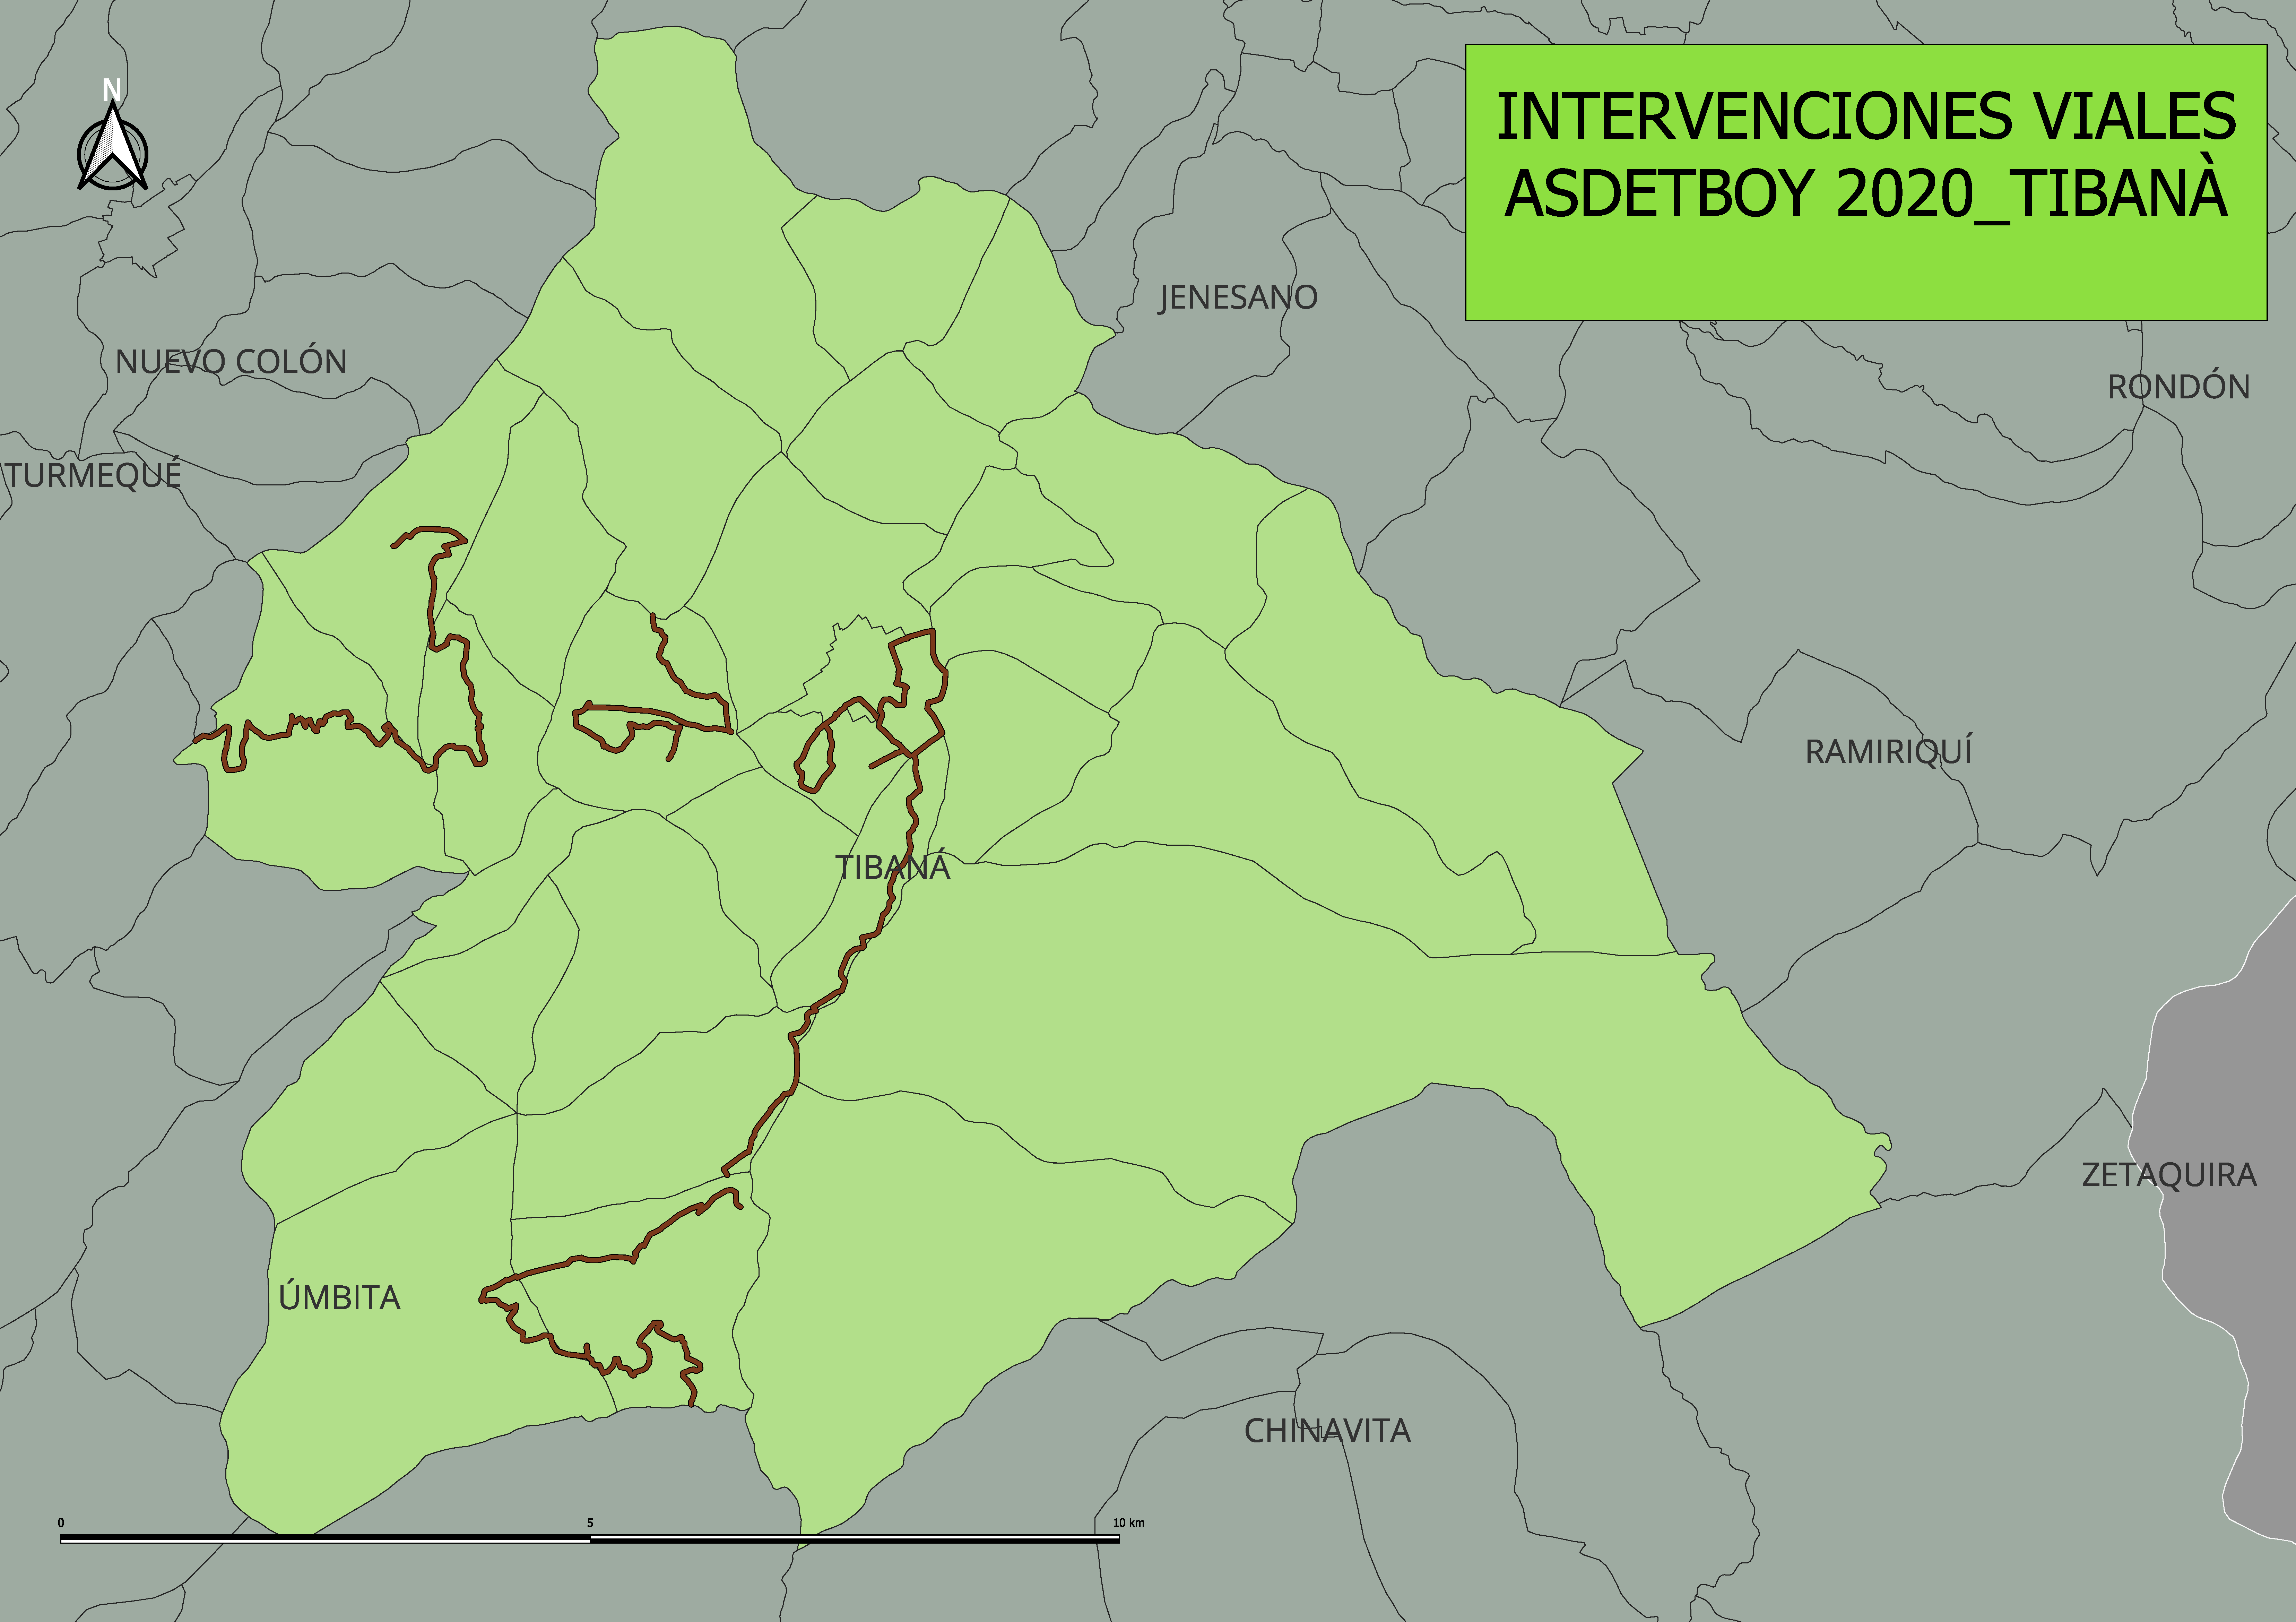 N
INTERVENCIONES VIALES
ASDETBOY 2020_TIBANÀ
JENESANO
NUEVO COLÓN
RONDÓN
TURMEQUÉ
RAMIRIQUÍ
TIBANÁ
ZETAQUIRA
ÚMBITA
CHINAVITA
0 5 10 km